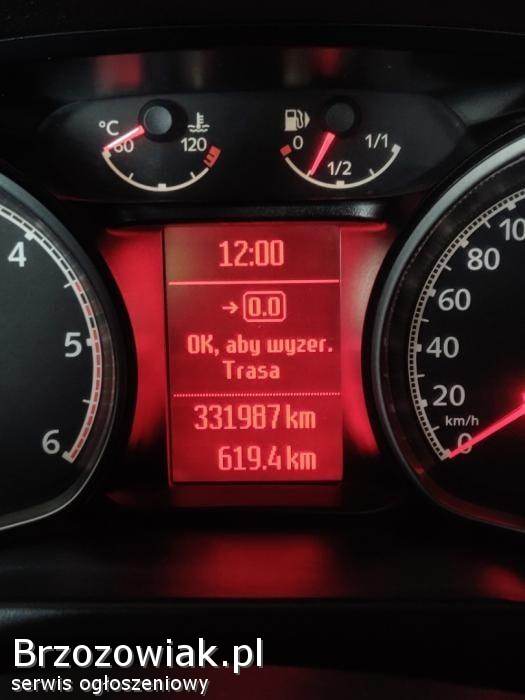 °C 60 120
0 1/2 1/1
12:00
→ 0.0
OK, aby wyzer.
Trasa
331987 km
619.4 km
4
5
6
100
80
60
40
20
0
km/h
Brzozowiak.pl
serwis ogłoszeniowy